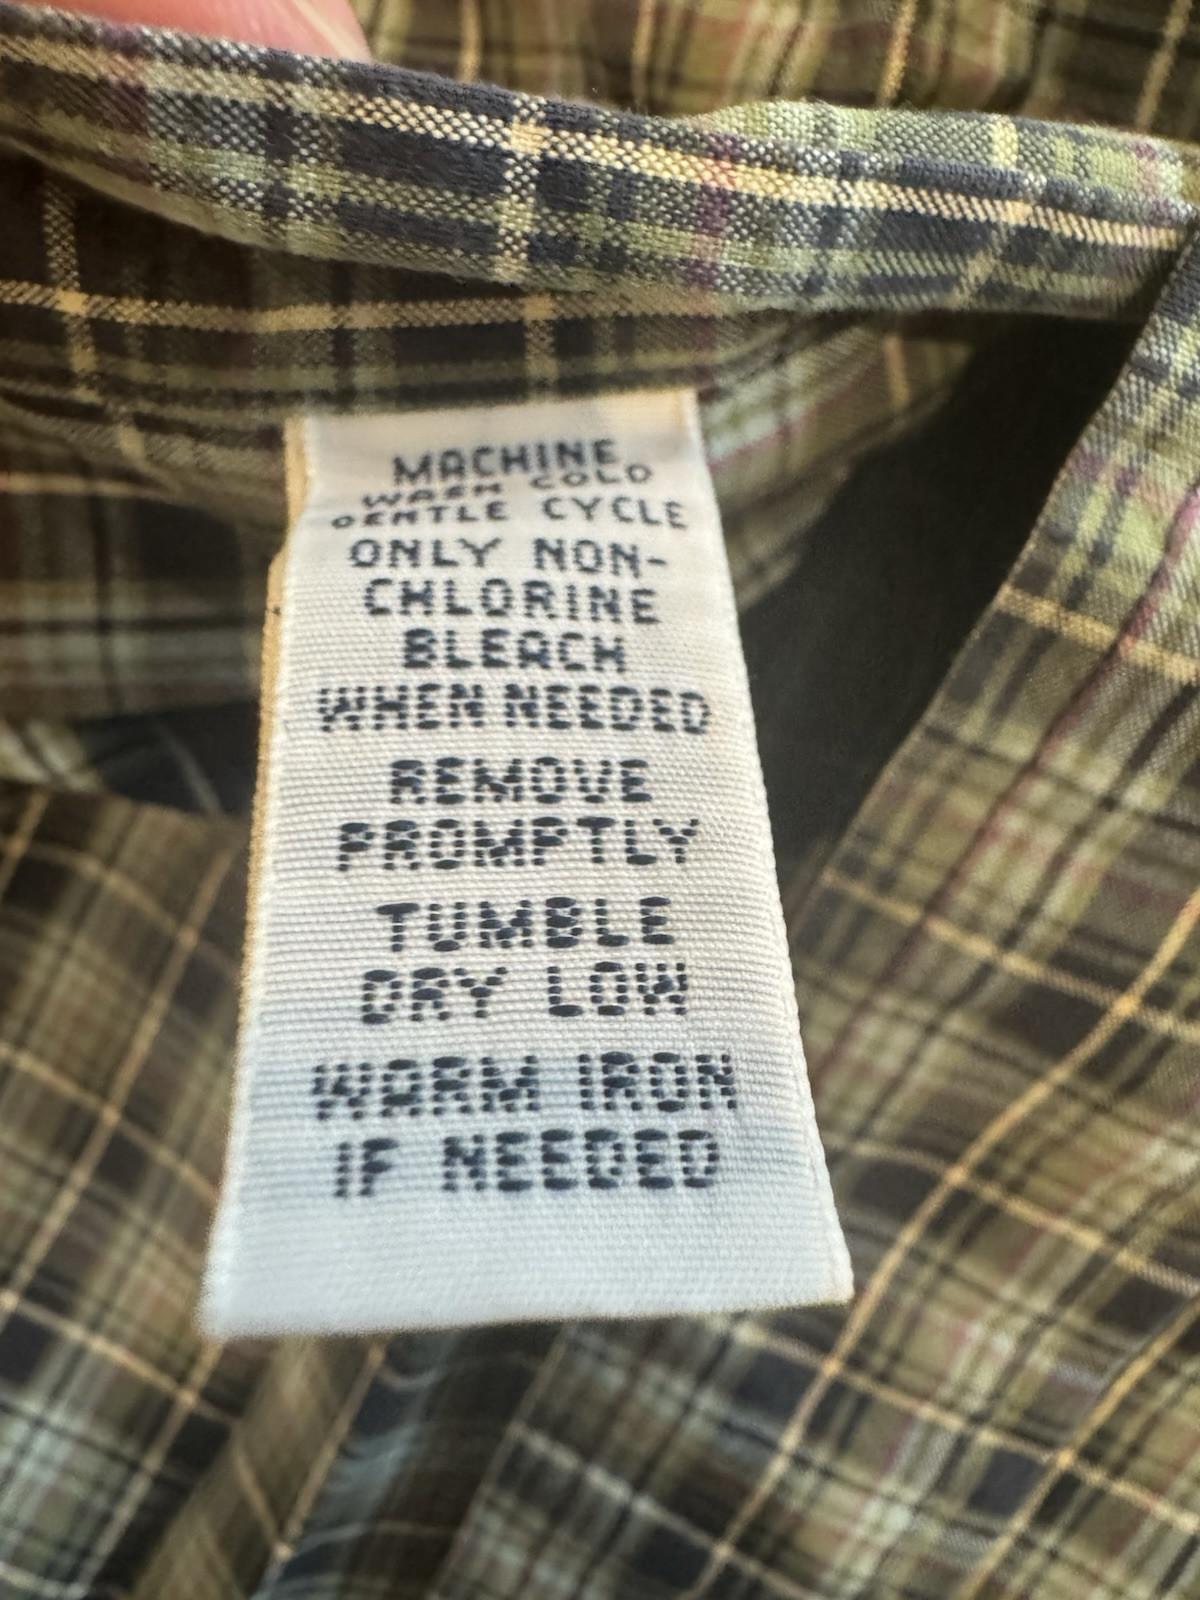 MACHINE
WASH COLD
GENTLE CYCLE
ONLY NON-
CHLORINE
BLEACH
WHEN NEEDED
REMOVE
PROMPTLY
TUMBLE
DRY LOW
WARM IRON
IF NEEDED